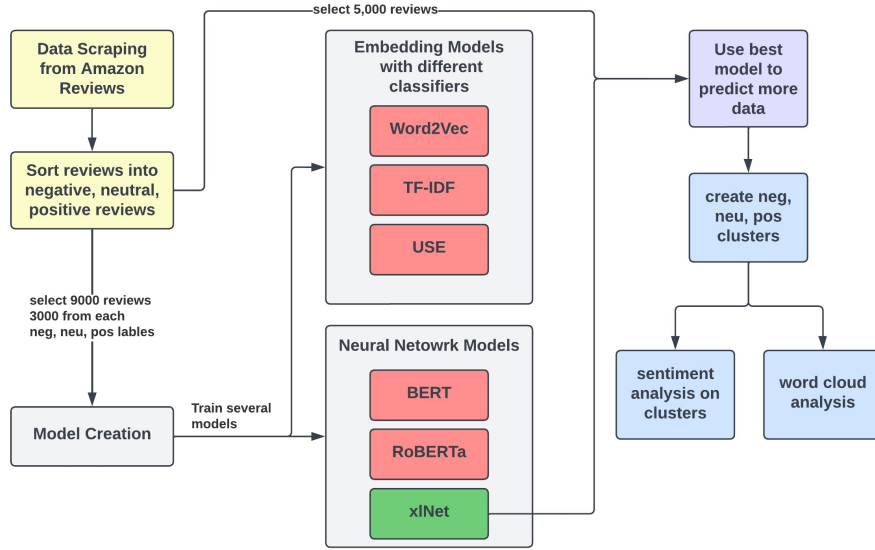 select 5,000 reviews
Data Scraping
from Amazon
Reviews
Sort reviews into
negative, neutral,
positive reviews
select 9000 reviews
3000 from each
neg, neu, pos lables
Model Creation
Train several
models
Embedding Models
with different
classifiers
Word2Vec
TF-IDF
USE
Neural Netowrk Models
BERT
RoBERTa
xlNet
Use best
model to
predict more
data
create neg,
neu, pos
clusters
sentiment
analysis on
clusters
word cloud
analysis